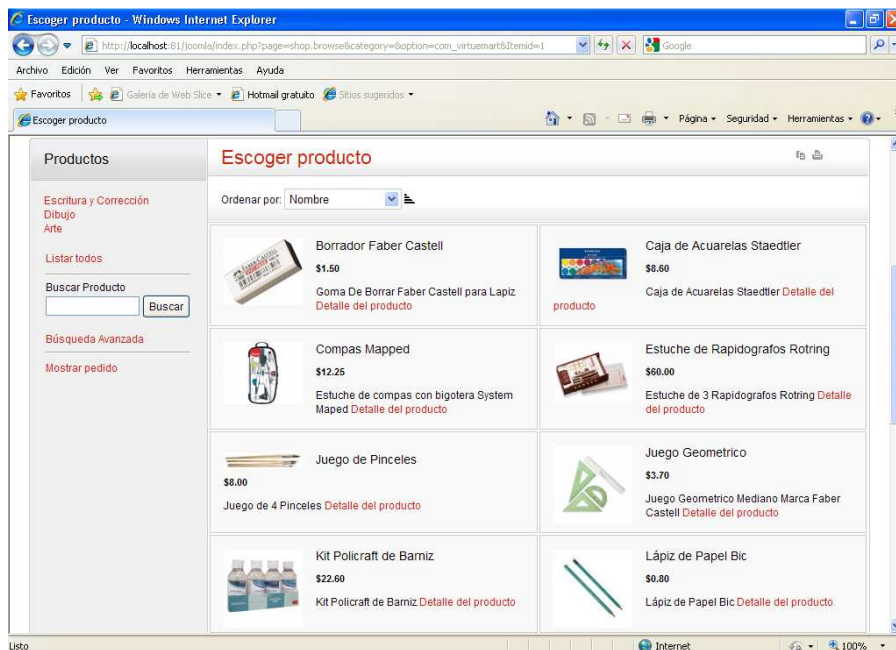 Escoger producto - Windows Internet Explorer
http://localhost:81/joomla/index.php?page=shop.browse&category=&option=com_virtuemart&Itemid=1
Google
Archivo Edición Ver Favoritos Herramientas Ayuda
Favoritos Galería de Web Slice Hotmail gratuito Sitios sugeridos
Escoger producto Página Seguridad Herramientas
Productos
Escritura y Corrección
Dibujo
Arte
Listar todos
Buscar Producto
Buscar
Búsqueda Avanzada
Mostrar pedido
Escoger producto
Ordenar por: Nombre
Borrador Faber Castell
$1.50
Goma De Borrar Faber Castell para Lapiz
Detalle del producto
Caja de Acuarelas Staedtler
$8.60
Caja de Acuarelas Staedtler Detalle del
producto
Compas Mapped
$12.25
Estuche de compas con bigotera System
Maped Detalle del producto
Estuche de Rapidografos Rotring
$60.00
Estuche de 3 Rapidografos Rotring Detalle
del producto
Juego de Pinceles
$8.00
Juego de 4 Pinceles Detalle del producto
Juego Geometrico
$3.70
Juego Geometrico Mediano Marca Faber
Castell Detalle del producto
Kit Policraft de Barniz
$22.60
Kit Policraft de Barniz Detalle del producto
Lápiz de Papel Bic
$0.80
Lápiz de Papel Bic Detalle del producto
Listo Internet 100%